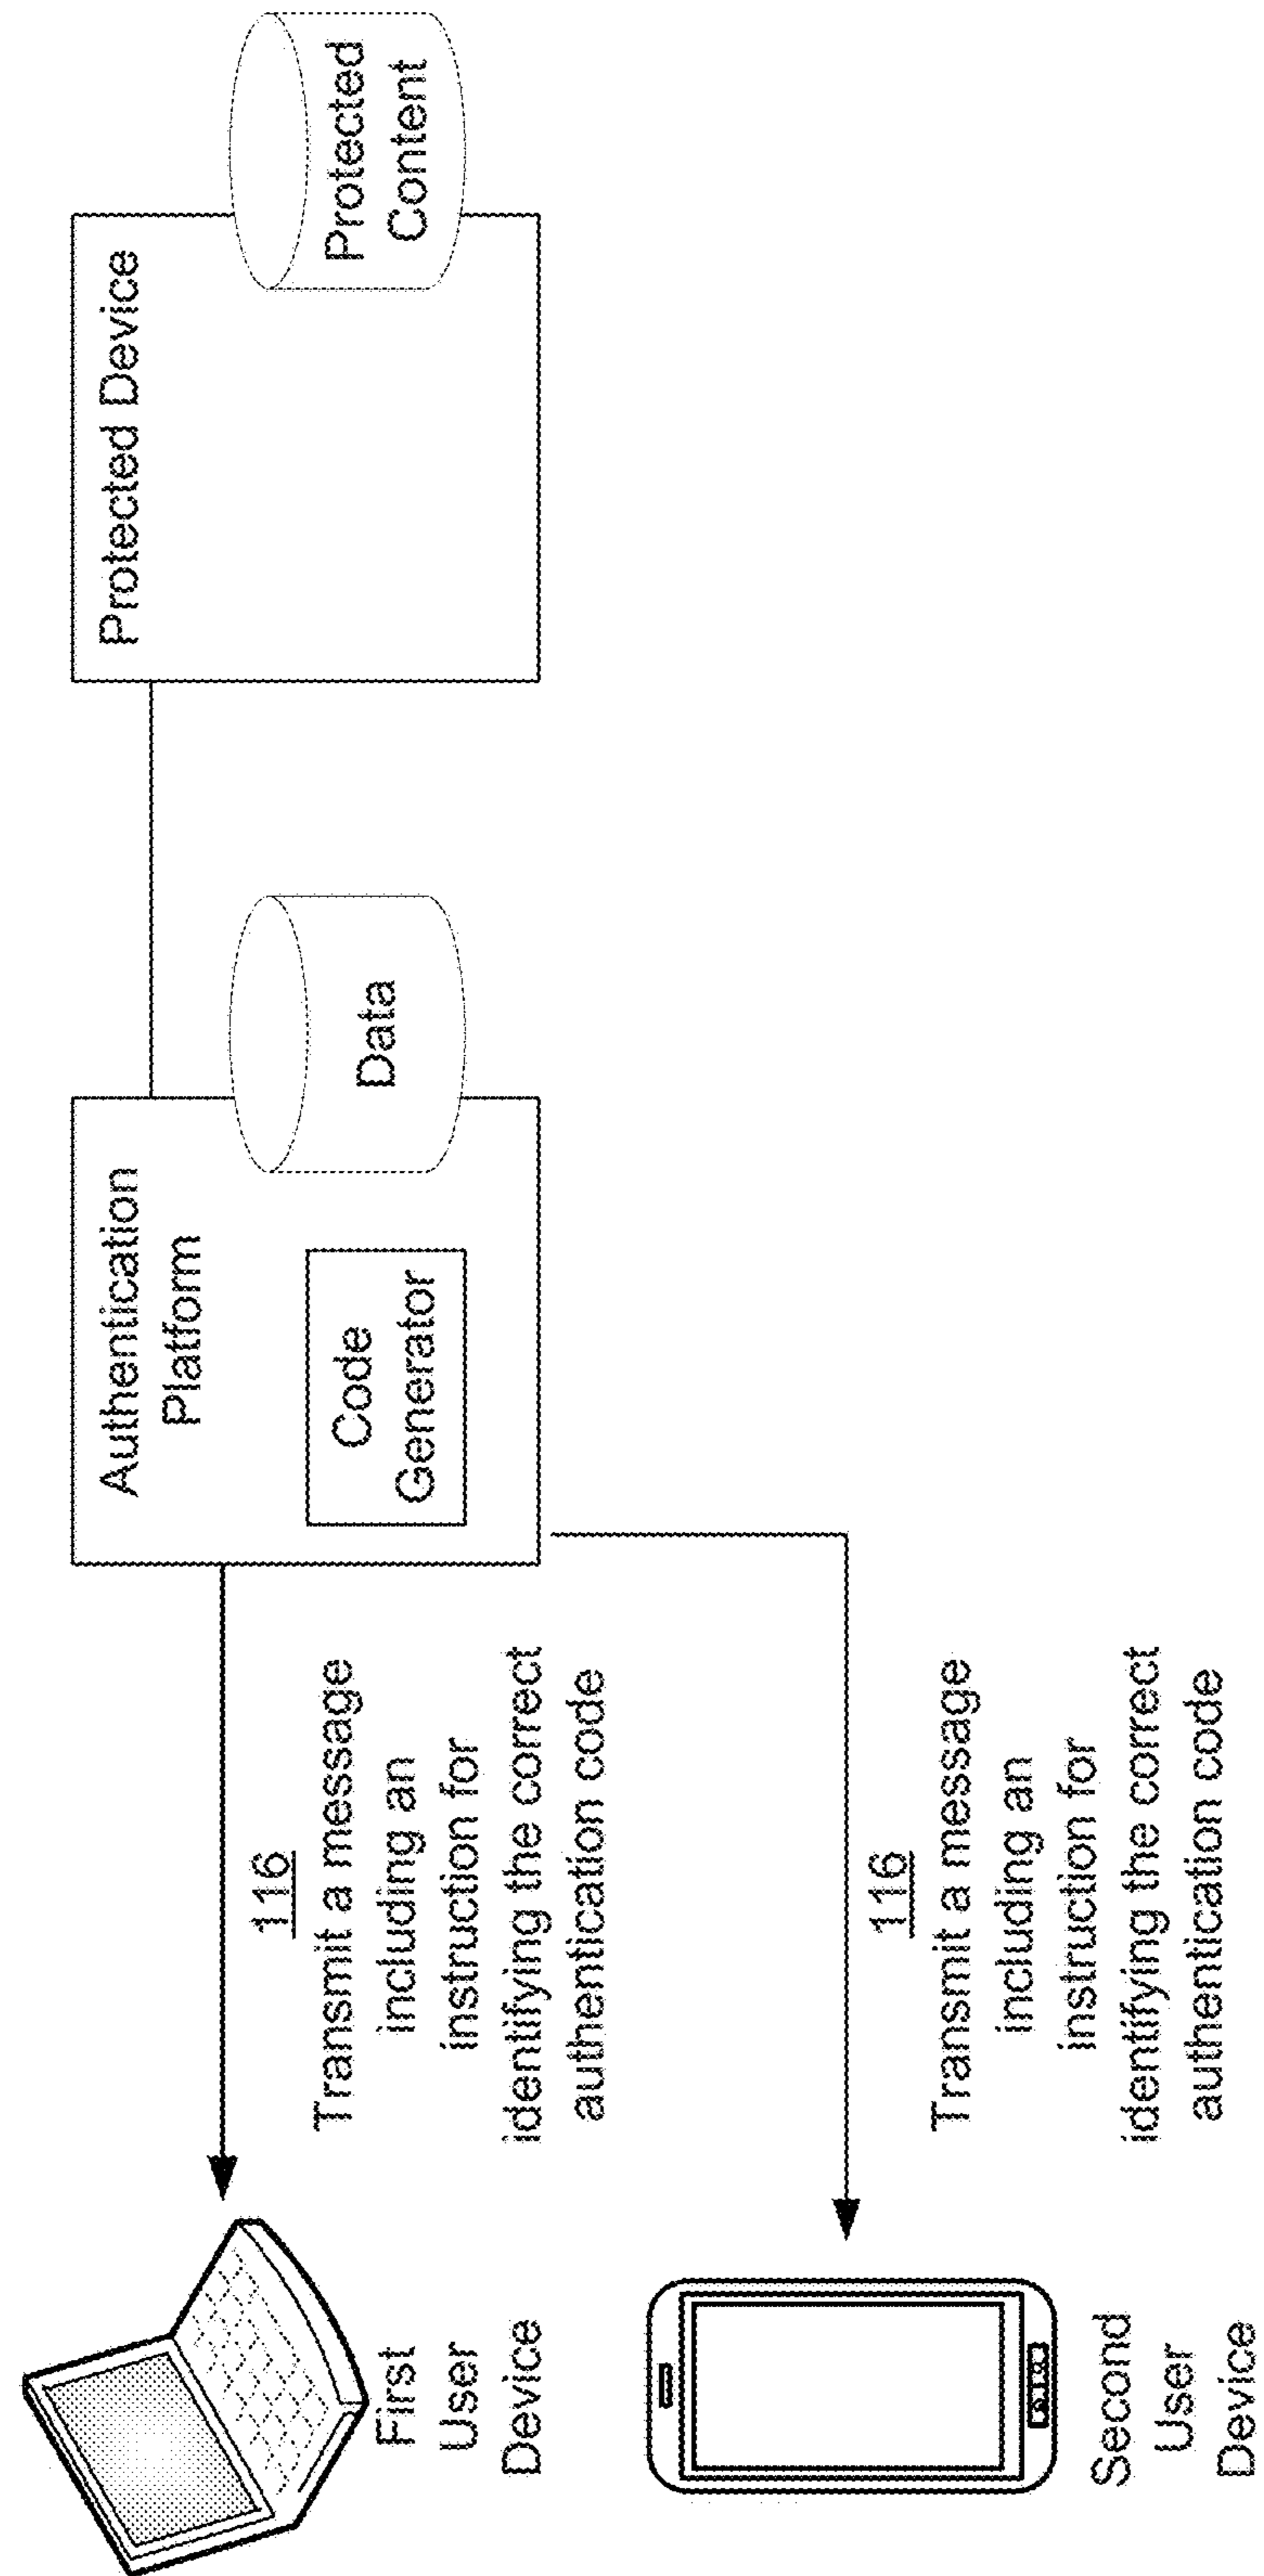 First
User
Device
116
Transmit a message
including an
instruction for
identifying the correct
authentication code
Authentication
Platform
Code
Generator
Data
Protected Device
Protected
Content
Second
User
Device
116
Transmit a message
including an
instruction for
identifying the correct
authentication code